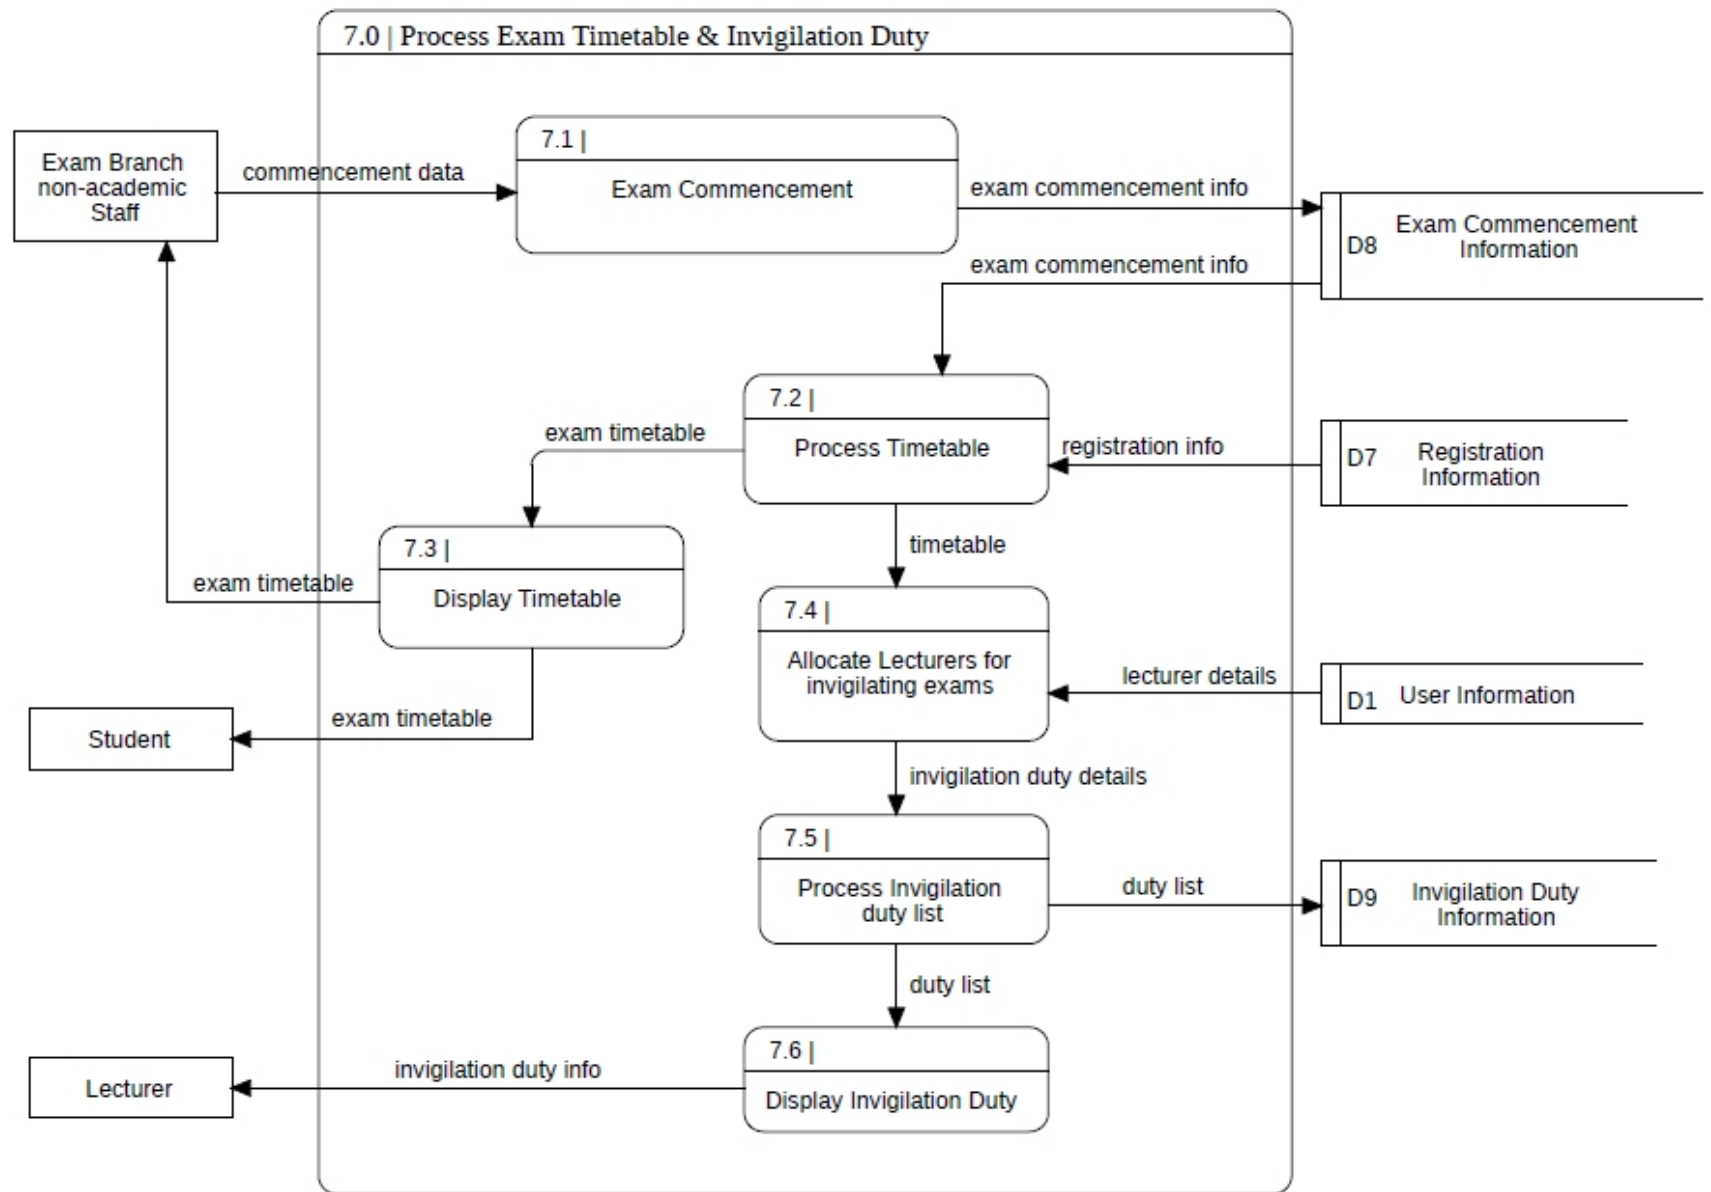 7.0 | Process Exam Timetable & Invigilation Duty
7.1 |
Exam Commencement
Exam Branch
non-academic
Staff
commencement data
exam commencement info
D8
Exam Commencement
Information
exam commencement info
7.2 |
Process Timetable
exam timetable
registration info
D7
Registration
Information
timetable
7.3 |
Display Timetable
exam timetable
7.4 |
Allocate Lecturers for
invigilating exams
lecturer details
D1
User Information
exam timetable
Student
invigilation duty details
7.5 |
Process Invigilation
duty list
duty list
D9
Invigilation Duty
Information
duty list
7.6 |
Display Invigilation Duty
invigilation duty info
Lecturer